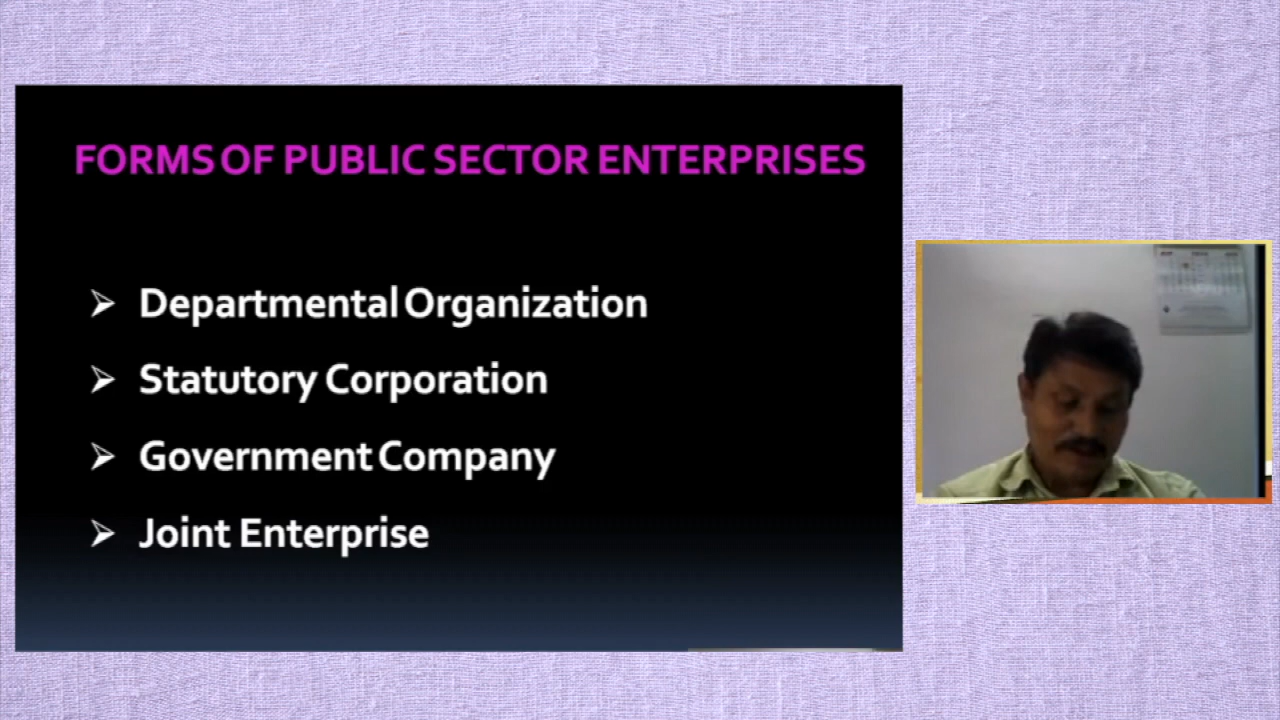 FORMS OF PUBLIC SECTOR ENTERPRISES
Departmental Organization
Statutory Corporation
Government Company
Joint Enterprise